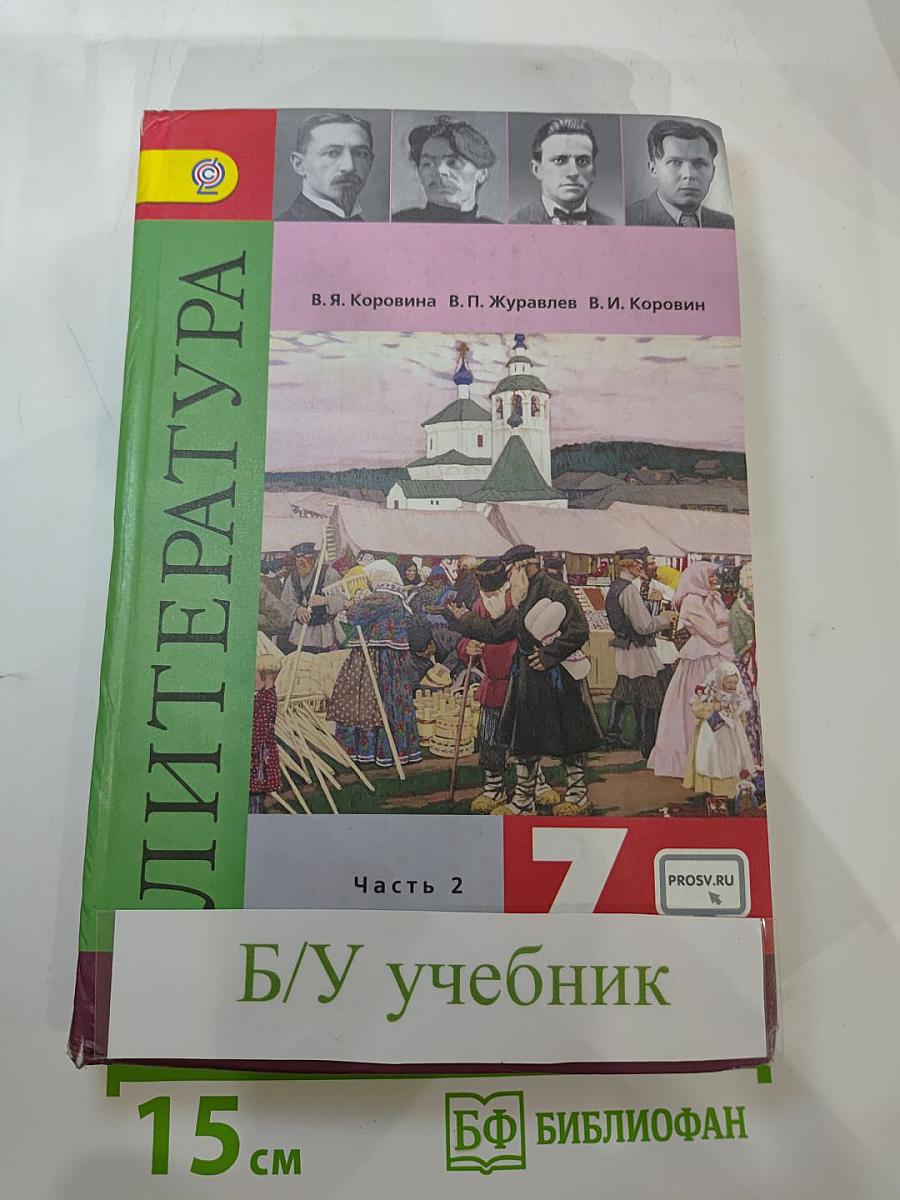 В. Я. Коровина В. П. Журавлев В. И. Коровин
ЛИТЕРАТУРА
Часть 2
7
PROSV.RU
Б/У учебник
15 см
БФ БИБЛИОФАН